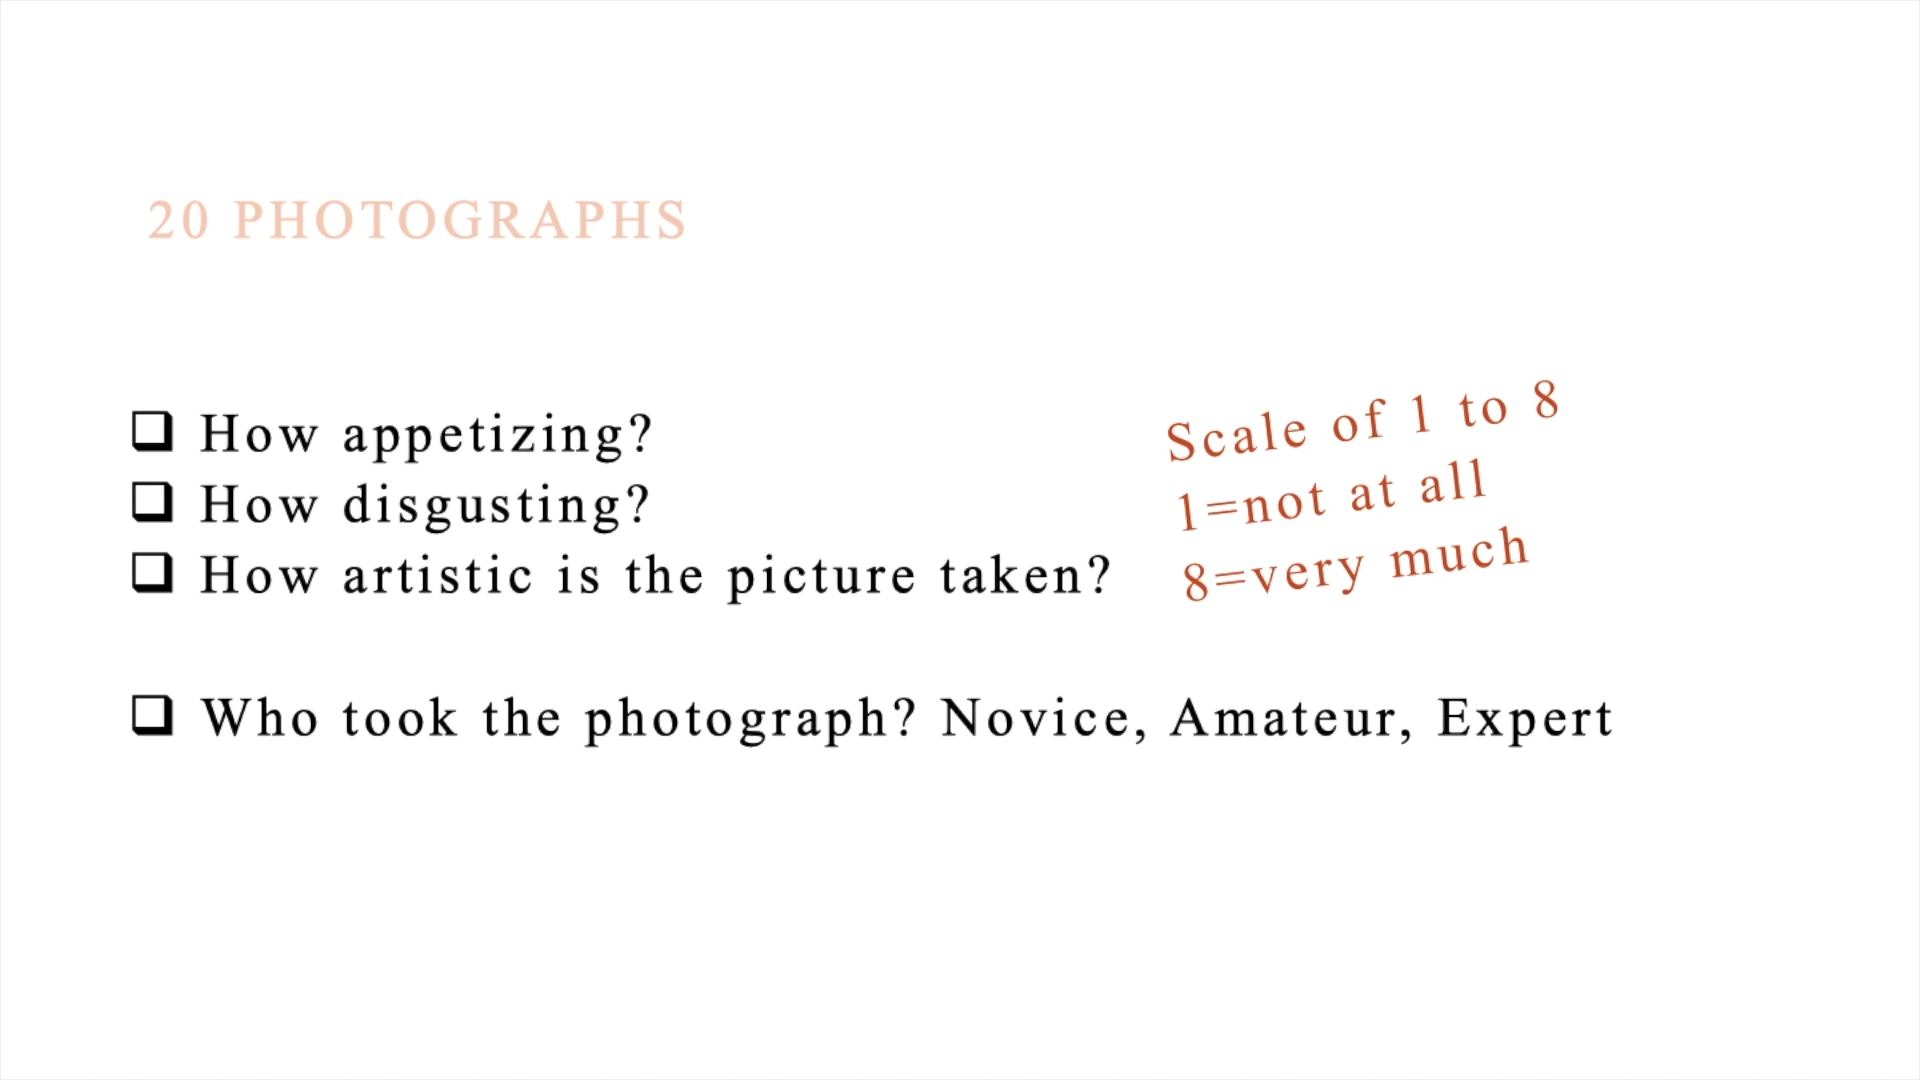 20 PHOTOGRAPHS
How appetizing?
How disgusting?
How artistic is the picture taken?
Scale of 1 to 8
1=not at all
8=very much
Who took the photograph? Novice, Amateur, Expert